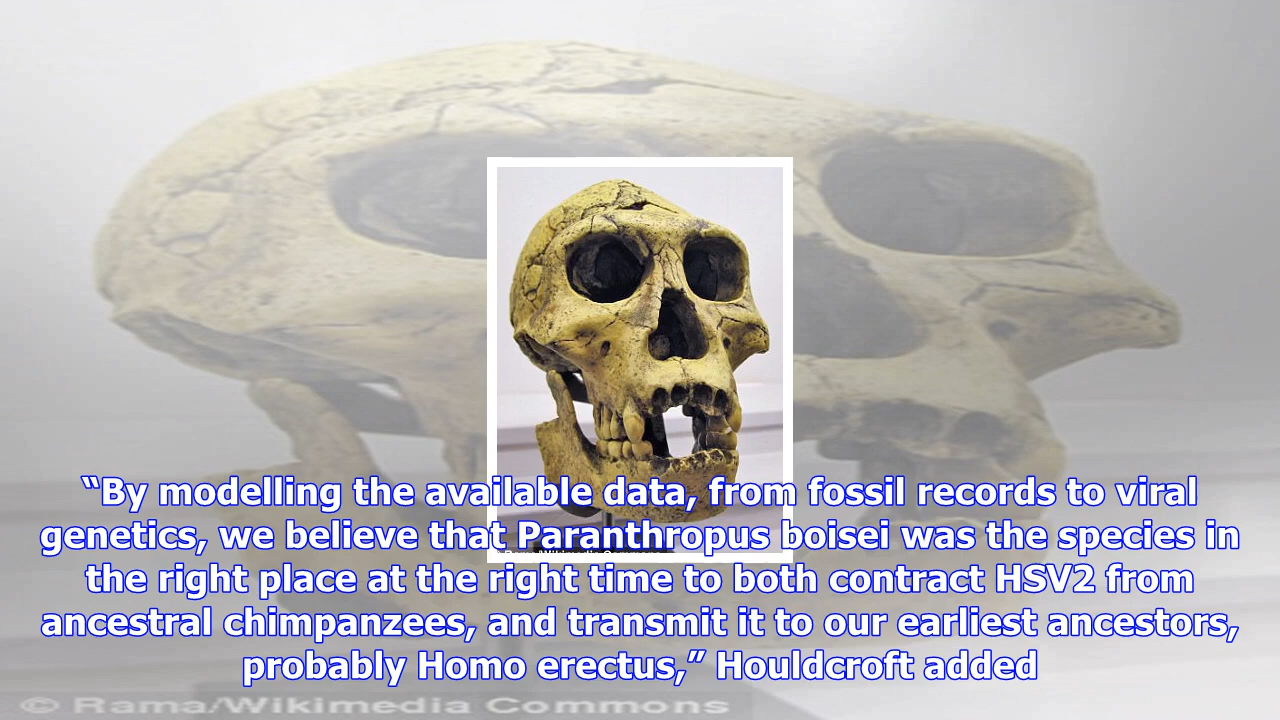 “By modelling the available data, from fossil records to viral
genetics, we believe that Paranthropus boisei was the species in
the right place at the right time to both contract HSV2 from
ancestral chimpanzees, and transmit it to our earliest ancestors,
probably Homo erectus,” Houldcroft added
© Rama/Wikimedia Commons